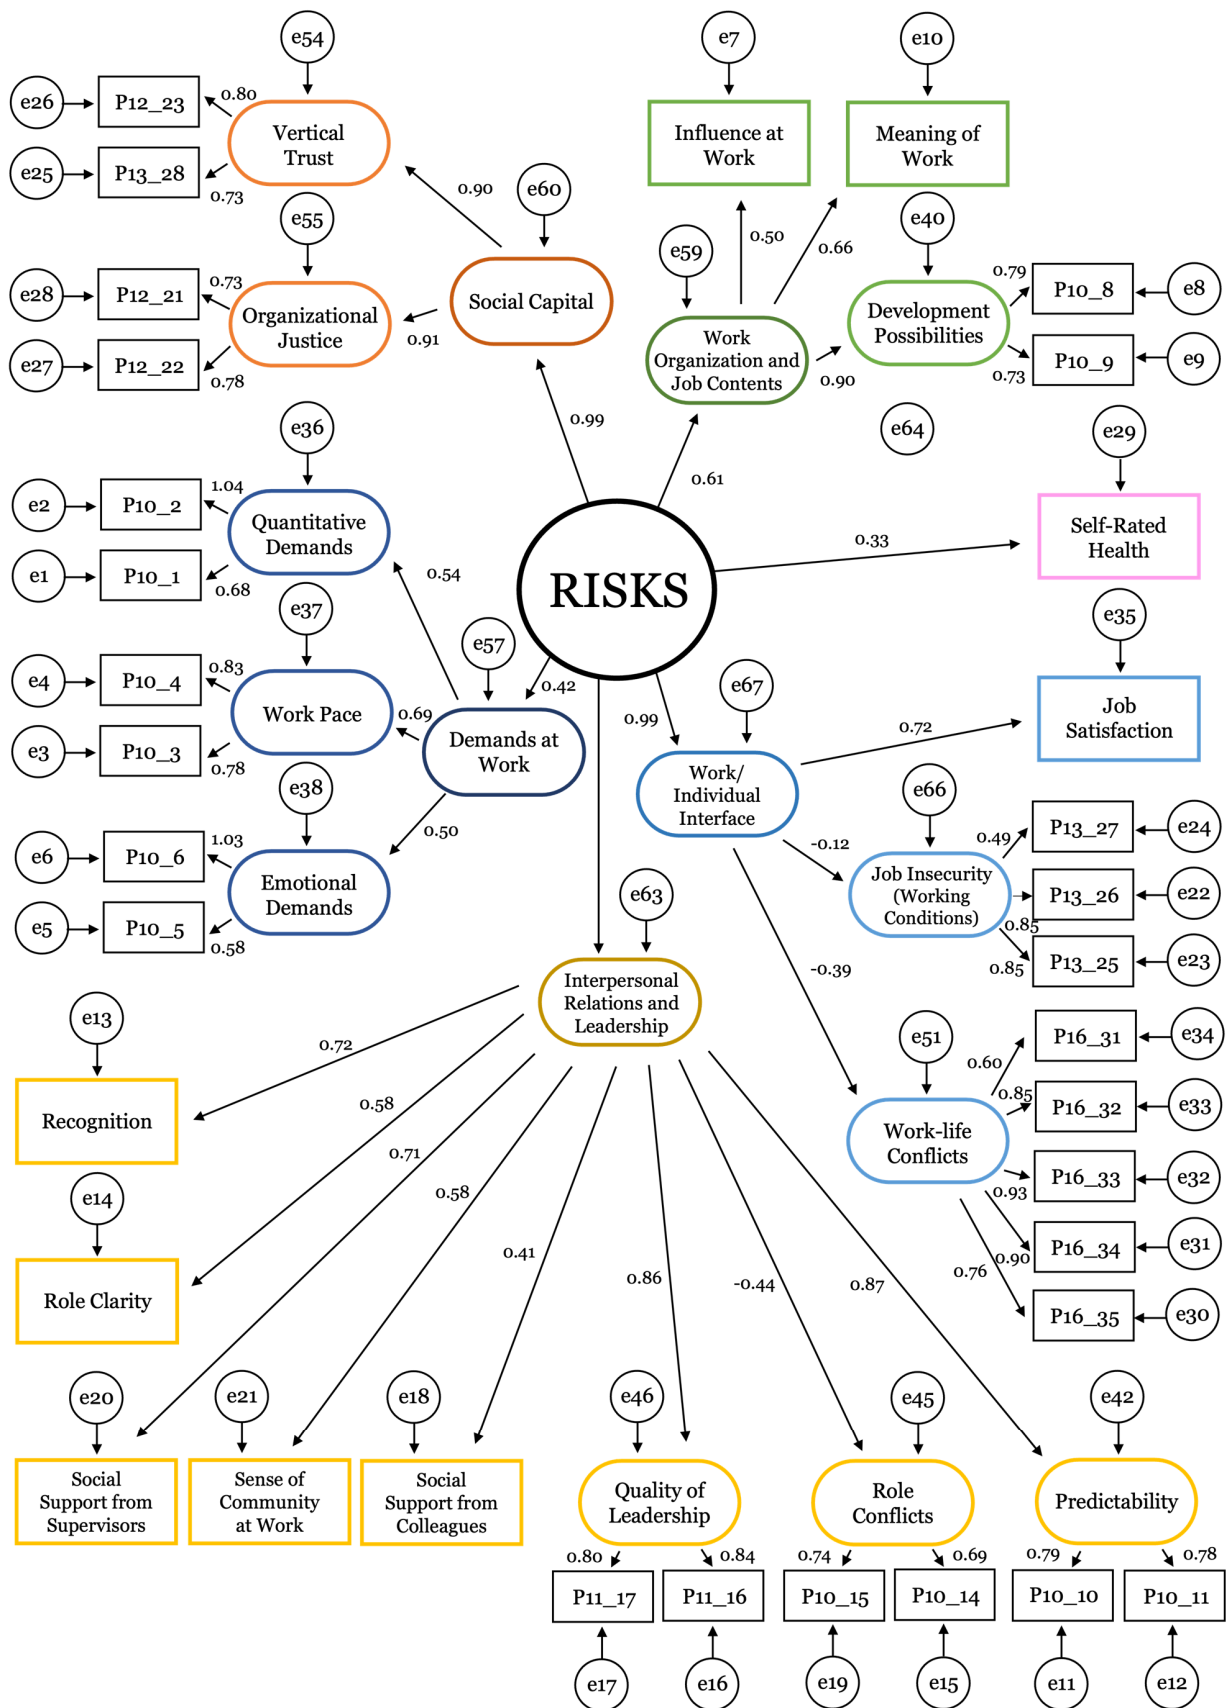 e54
e7
e10
e26
P12_23
0.80
Vertical
Trust
Influence at
Work
Meaning of
Work
e25
P13_28
0.73
0.90
e60
e55
e59
0.50
0.66
e40
e28
P12_21
0.73
Organizational
Justice
Social Capital
0.91
Work
Organization and
Job Contents
0.90
Development
Possibilities
0.79
P10_8
e8
e27
P12_22
0.78
0.73
P10_9
e9
0.99
0.61
e64
e36
e29
e2
P10_2
1.04
Quantitative
Demands
0.54
RISKS
0.33
Self-Rated
Health
e1
P10_1
0.68
e37
e57
0.42
e35
e4
P10_4
0.83
Work Pace
0.69
Demands at
Work
0.99
e67
0.72
Job
Satisfaction
e3
P10_3
0.78
e38
0.50
Work/
Individual
Interface
e66
e6
P10_6
1.03
Emotional
Demands
-0.12
Job Insecurity
(Working
Conditions)
0.49
P13_27
e24
P13_26
e22
0.85
e5
P10_5
0.58
e63
0.85
P13_25
e23
Interpersonal
Relations and
Leadership
-0.39
e13
0.72
e51
0.60
P16_31
e34
Recognition
0.58
0.85
P16_32
e33
Work-life
Conflicts
0.71
P16_33
e32
0.93
e14
0.58
0.41
0.86
-0.44
0.87
0.76
0.90
P16_34
e31
Role Clarity
P16_35
e30
e20
e21
e18
e46
e45
e42
Social
Support from
Supervisors
Sense of
Community
at Work
Social
Support from
Colleagues
Quality of
Leadership
Role
Conflicts
Predictability
0.80
0.84
0.74
0.69
0.79
0.78
P11_17
P11_16
P10_15
P10_14
P10_10
P10_11
e17
e16
e19
e15
e11
e12